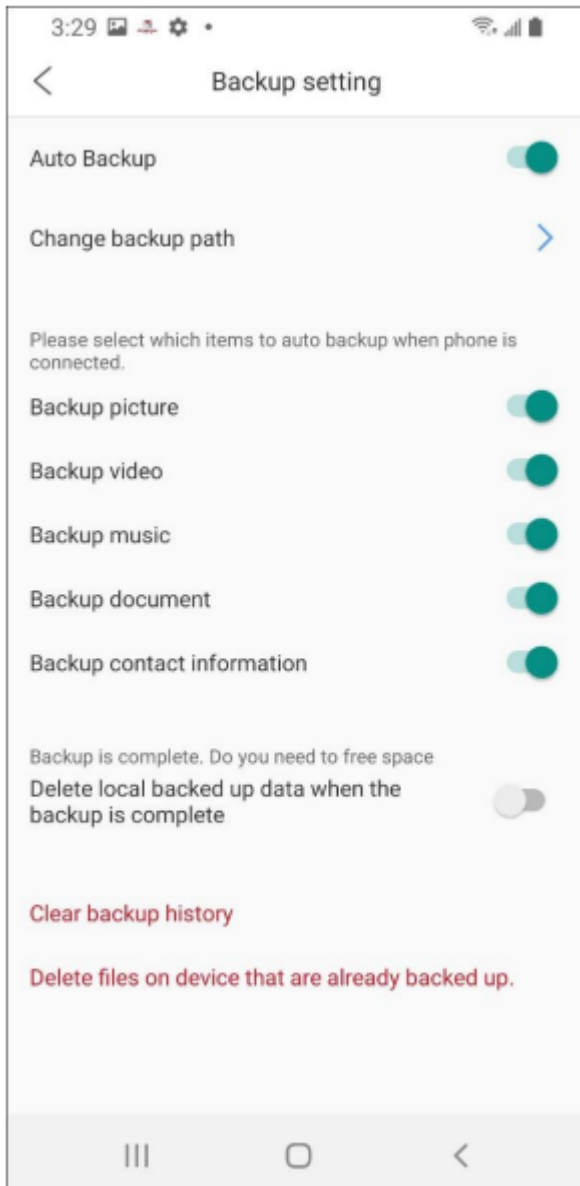 3:29
Backup setting
Auto Backup
Change backup path
Please select which items to auto backup when phone is
connected.
Backup picture
Backup video
Backup music
Backup document
Backup contact information
Backup is complete. Do you need to free space
Delete local backed up data when the
backup is complete
Clear backup history
Delete files on device that are already backed up.